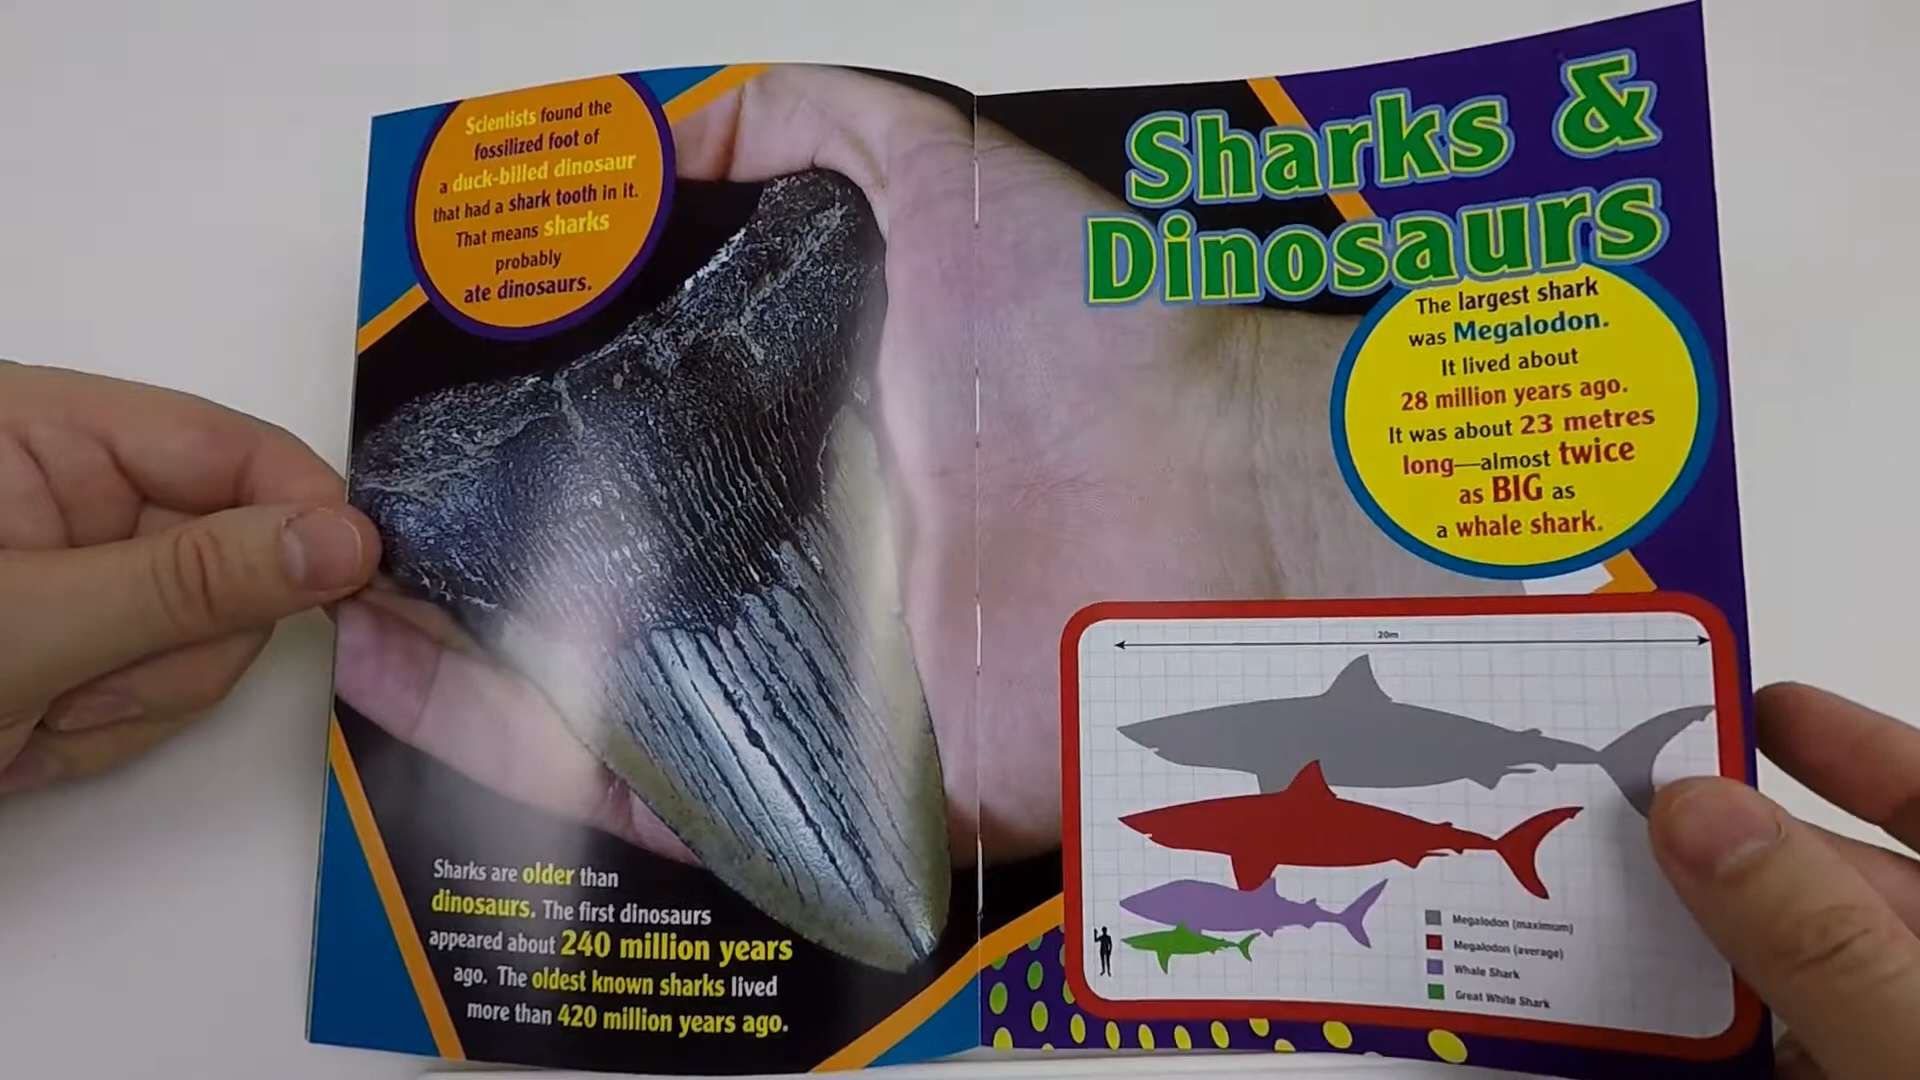 Scientists found the
fossilized foot of
a duck-billed dinosaur
that had a shark tooth in it.
That means sharks
probably
ate dinosaurs.
Sharks are older than
dinosaurs. The first dinosaurs
appeared about 240 million years
ago. The oldest known sharks lived
more than 420 million years ago.
Sharks &
Dinosaurs
The largest shark
was Megalodon.
It lived about
28 million years ago.
It was about 23 metres
long—almost twice
as BIG as
a whale shark.
20m
Megalodon (maximum)
Megalodon (average)
Whale Shark
Great White Shark